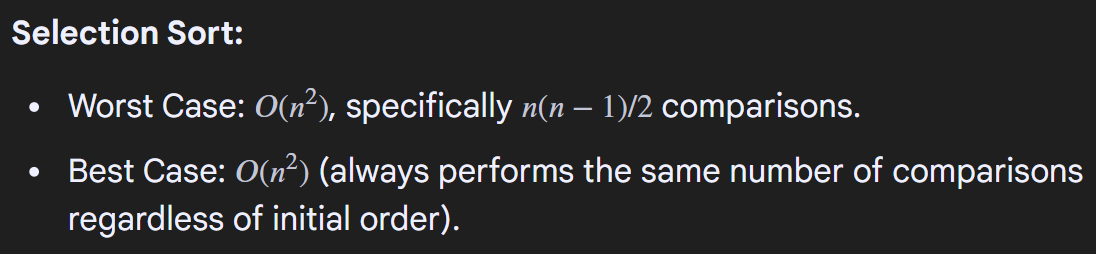 Selection Sort:
• Worst Case: O(n²), specifically n(n − 1)/2 comparisons.
• Best Case: O(n²) (always performs the same number of comparisons
regardless of initial order).